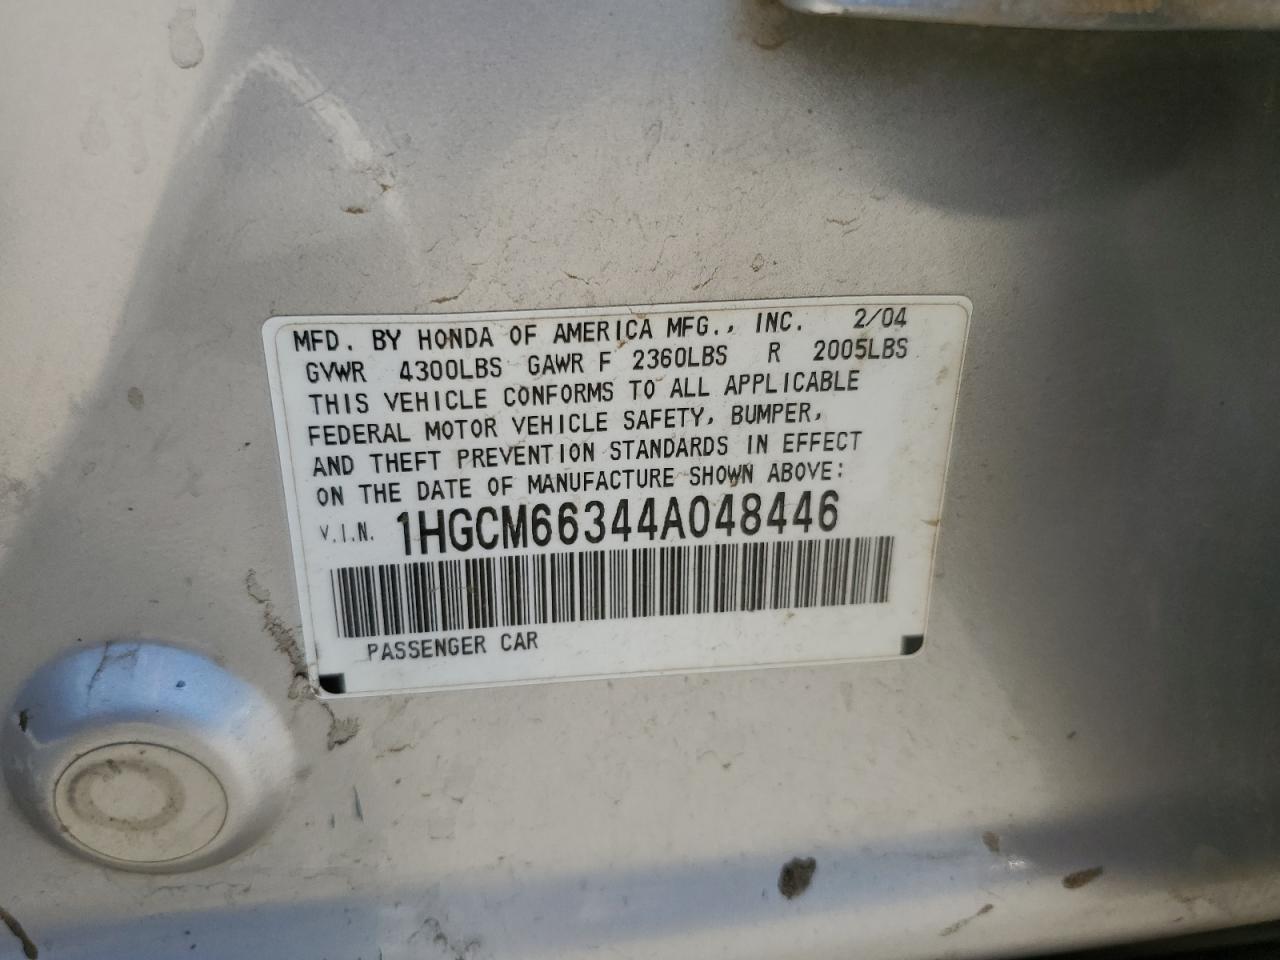 MFD. BY HONDA OF AMERICA MFG., INC. 2/04
GVWR 4300LBS GAWR F 2360LBS R 2005LBS
THIS VEHICLE CONFORMS TO ALL APPLICABLE
FEDERAL MOTOR VEHICLE SAFETY, BUMPER,
AND THEFT PREVENTION STANDARDS IN EFFECT
ON THE DATE OF MANUFACTURE SHOWN ABOVE:
V.I.N. 1HGCM66344A048446
PASSENGER CAR